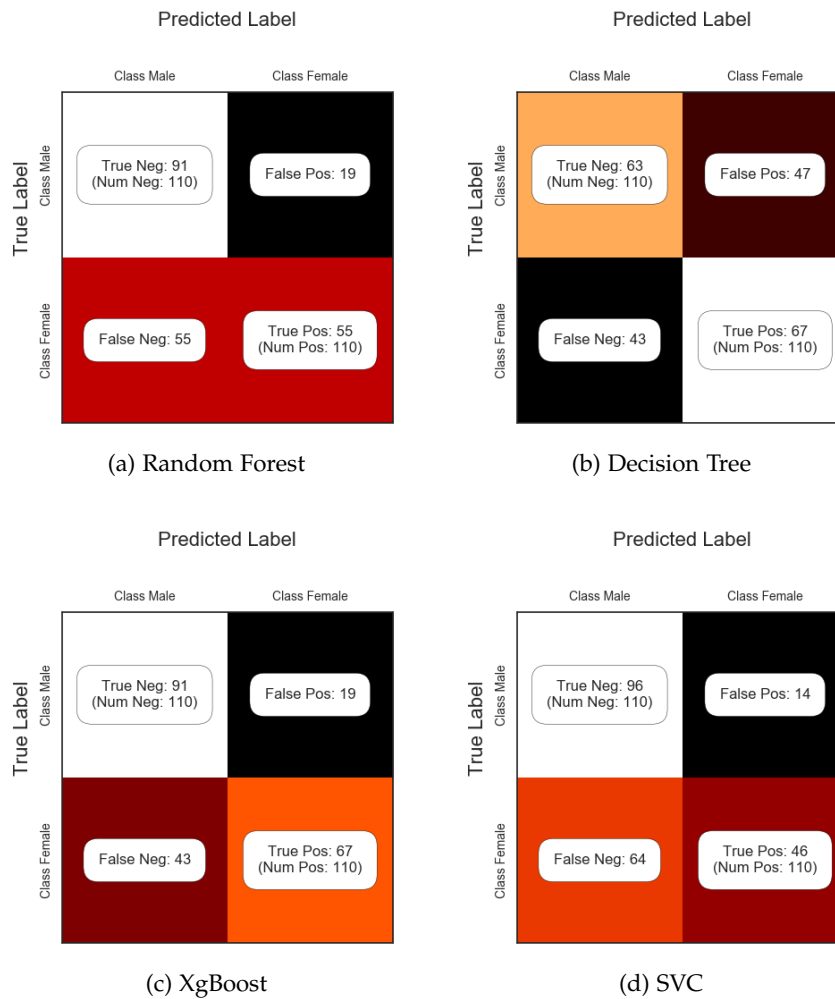 Predicted Label
Class Male
Class Female
True Label
Class Male
True Neg: 91
(Num Neg: 110)
False Pos: 19
Class Female
False Neg: 55
True Pos: 55
(Num Pos: 110)
(a) Random Forest
Predicted Label
Class Male
Class Female
True Label
Class Male
True Neg: 63
(Num Neg: 110)
False Pos: 47
Class Female
False Neg: 43
True Pos: 67
(Num Pos: 110)
(b) Decision Tree
Predicted Label
Class Male
Class Female
True Label
Class Male
True Neg: 91
(Num Neg: 110)
False Pos: 19
Class Female
False Neg: 43
True Pos: 67
(Num Pos: 110)
(c) XgBoost
Predicted Label
Class Male
Class Female
True Label
Class Male
True Neg: 96
(Num Neg: 110)
False Pos: 14
Class Female
False Neg: 64
True Pos: 46
(Num Pos: 110)
(d) SVC